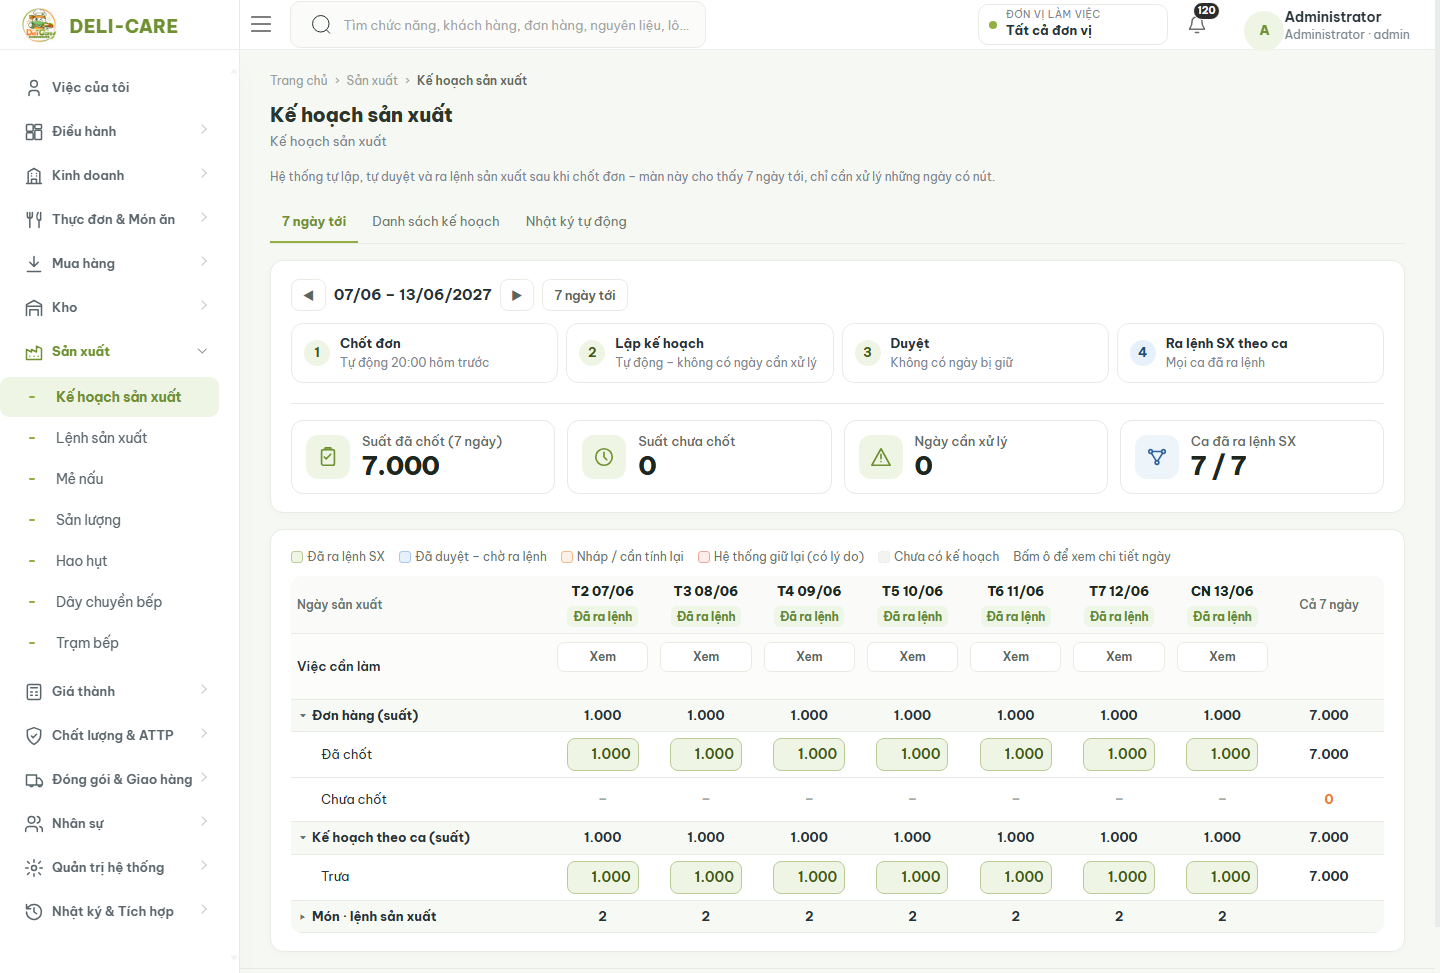 DELI-CARE
Tìm chức năng, khách hàng, đơn hàng, nguyên liệu, lô...
ĐƠN VỊ LÀM VIỆC
Tất cả đơn vị
120
A
Administrator
Administrator · admin
Việc của tôi
Điều hành
Kinh doanh
Thực đơn & Món ăn
Mua hàng
Kho
Sản xuất
- Kế hoạch sản xuất
- Lệnh sản xuất
- Mẻ nấu
- Sản lượng
- Hao hụt
- Dây chuyền bếp
- Trạm bếp
Giá thành
Chất lượng & ATTP
Đóng gói & Giao hàng
Nhân sự
Quản trị hệ thống
Nhật ký & Tích hợp
Trang chủ › Sản xuất › Kế hoạch sản xuất
Kế hoạch sản xuất
Kế hoạch sản xuất
Hệ thống tự lập, tự duyệt và ra lệnh sản xuất sau khi chốt đơn – màn này cho thấy 7 ngày tới, chỉ cần xử lý những ngày có nút.
7 ngày tới Danh sách kế hoạch Nhật ký tự động
◀ 07/06 – 13/06/2027 ▶ 7 ngày tới
1 Chốt đơn
Tự động 20:00 hôm trước
2 Lập kế hoạch
Tự động – không có ngày cần xử lý
3 Duyệt
Không có ngày bị giữ
4 Ra lệnh SX theo ca
Mọi ca đã ra lệnh
Suất đã chốt (7 ngày)
7.000
Suất chưa chốt
0
Ngày cần xử lý
0
Ca đã ra lệnh SX
7 / 7
Đã ra lệnh SX Đã duyệt – chờ ra lệnh Nháp / cần tính lại Hệ thống giữ lại (có lý do) Chưa có kế hoạch Bấm ô để xem chi tiết ngày
Ngày sản xuất T2 07/06 T3 08/06 T4 09/06 T5 10/06 T6 11/06 T7 12/06 CN 13/06 Cả 7 ngày
Đã ra lệnh Đã ra lệnh Đã ra lệnh Đã ra lệnh Đã ra lệnh Đã ra lệnh Đã ra lệnh
Việc cần làm Xem Xem Xem Xem Xem Xem Xem
Đơn hàng (suất) 1.000 1.000 1.000 1.000 1.000 1.000 1.000 7.000
Đã chốt 1.000 1.000 1.000 1.000 1.000 1.000 1.000 7.000
Chưa chốt – – – – – – – 0
Kế hoạch theo ca (suất) 1.000 1.000 1.000 1.000 1.000 1.000 1.000 7.000
Trưa 1.000 1.000 1.000 1.000 1.000 1.000 1.000 7.000
Món · lệnh sản xuất 2 2 2 2 2 2 2